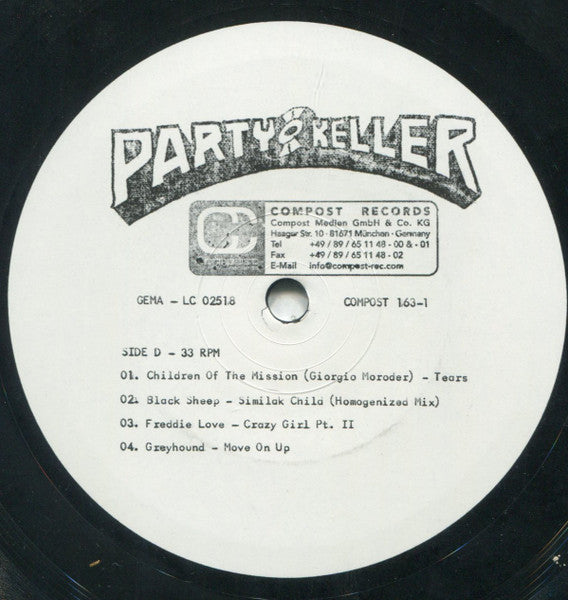 PARTY KELLER
COMPOST RECORDS
Compost Medien GmbH & Co. KG
Haager Str. 10 · 81671 München · Germany
Tel +49 / 89 / 65 11 48 - 00 & - 01
Fax +49 / 89 / 65 11 48 - 02
E-Mail info@compost-rec.com
GEMA - LC 02518 COMPOST 163-1
SIDE D - 33 RPM
01. Children Of The Mission (Giorgio Moroder) - Tears
02. Black Sheep - Similak Child (Homogenized Mix)
03. Freddie Love - Crazy Girl Pt. II
04. Greyhound - Move On Up